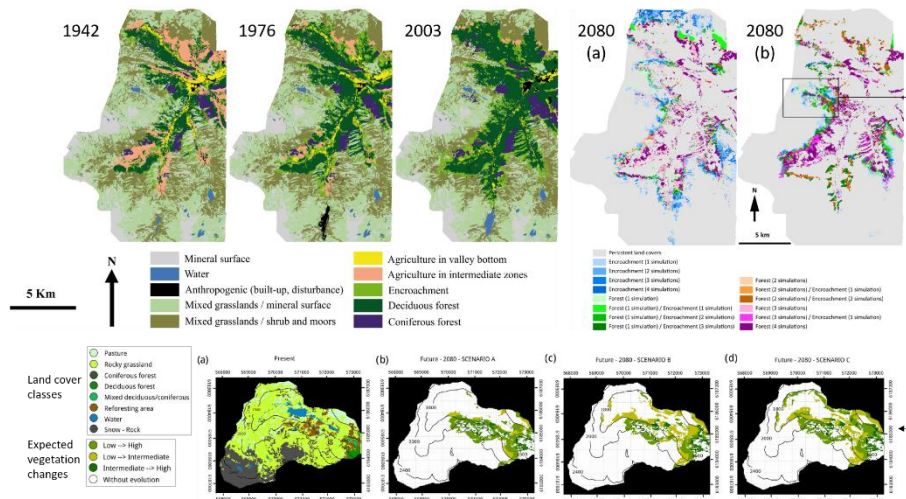 1942
1976
2003
2080
(a)
2080
(b)
N
5 km
N
5 Km
Mineral surface
Water
Anthropogenic (built-up, disturbance)
Mixed grasslands / mineral surface
Mixed grasslands / shrub and moors
Agriculture in valley bottom
Agriculture in intermediate zones
Encroachment
Deciduous forest
Coniferous forest
Persistent land covers
Encroachment (1 simulation)
Encroachment (2 simulations)
Encroachment (3 simulations)
Encroachment (4 simulations)
Forest (1 simulation)
Forest (1 simulation) / Encroachment (1 simulation)
Forest (1 simulation) / Encroachment (2 simulations)
Forest (1 simulation) / Encroachment (3 simulations)
Forest (2 simulations)
Forest (2 simulations) / Encroachment (1 simulation)
Forest (2 simulations) / Encroachment (2 simulations)
Forest (3 simulations)
Forest (3 simulations) / Encroachment (1 simulation)
Forest (4 simulations)
Land cover
classes
Pasture
Rocky grassland
Coniferous forest
Deciduous forest
Mixed deciduous/coniferous
Reforesting area
Water
Snow - Rock
Expected
vegetation
changes
Low --> High
Low --> Intermediate
Intermediate --> High
Without evolution
(a)
Present
(b)
Future - 2080 - SCENARIO A
(c)
Future - 2080 - SCENARIO B
(d)
Future - 2080 - SCENARIO C